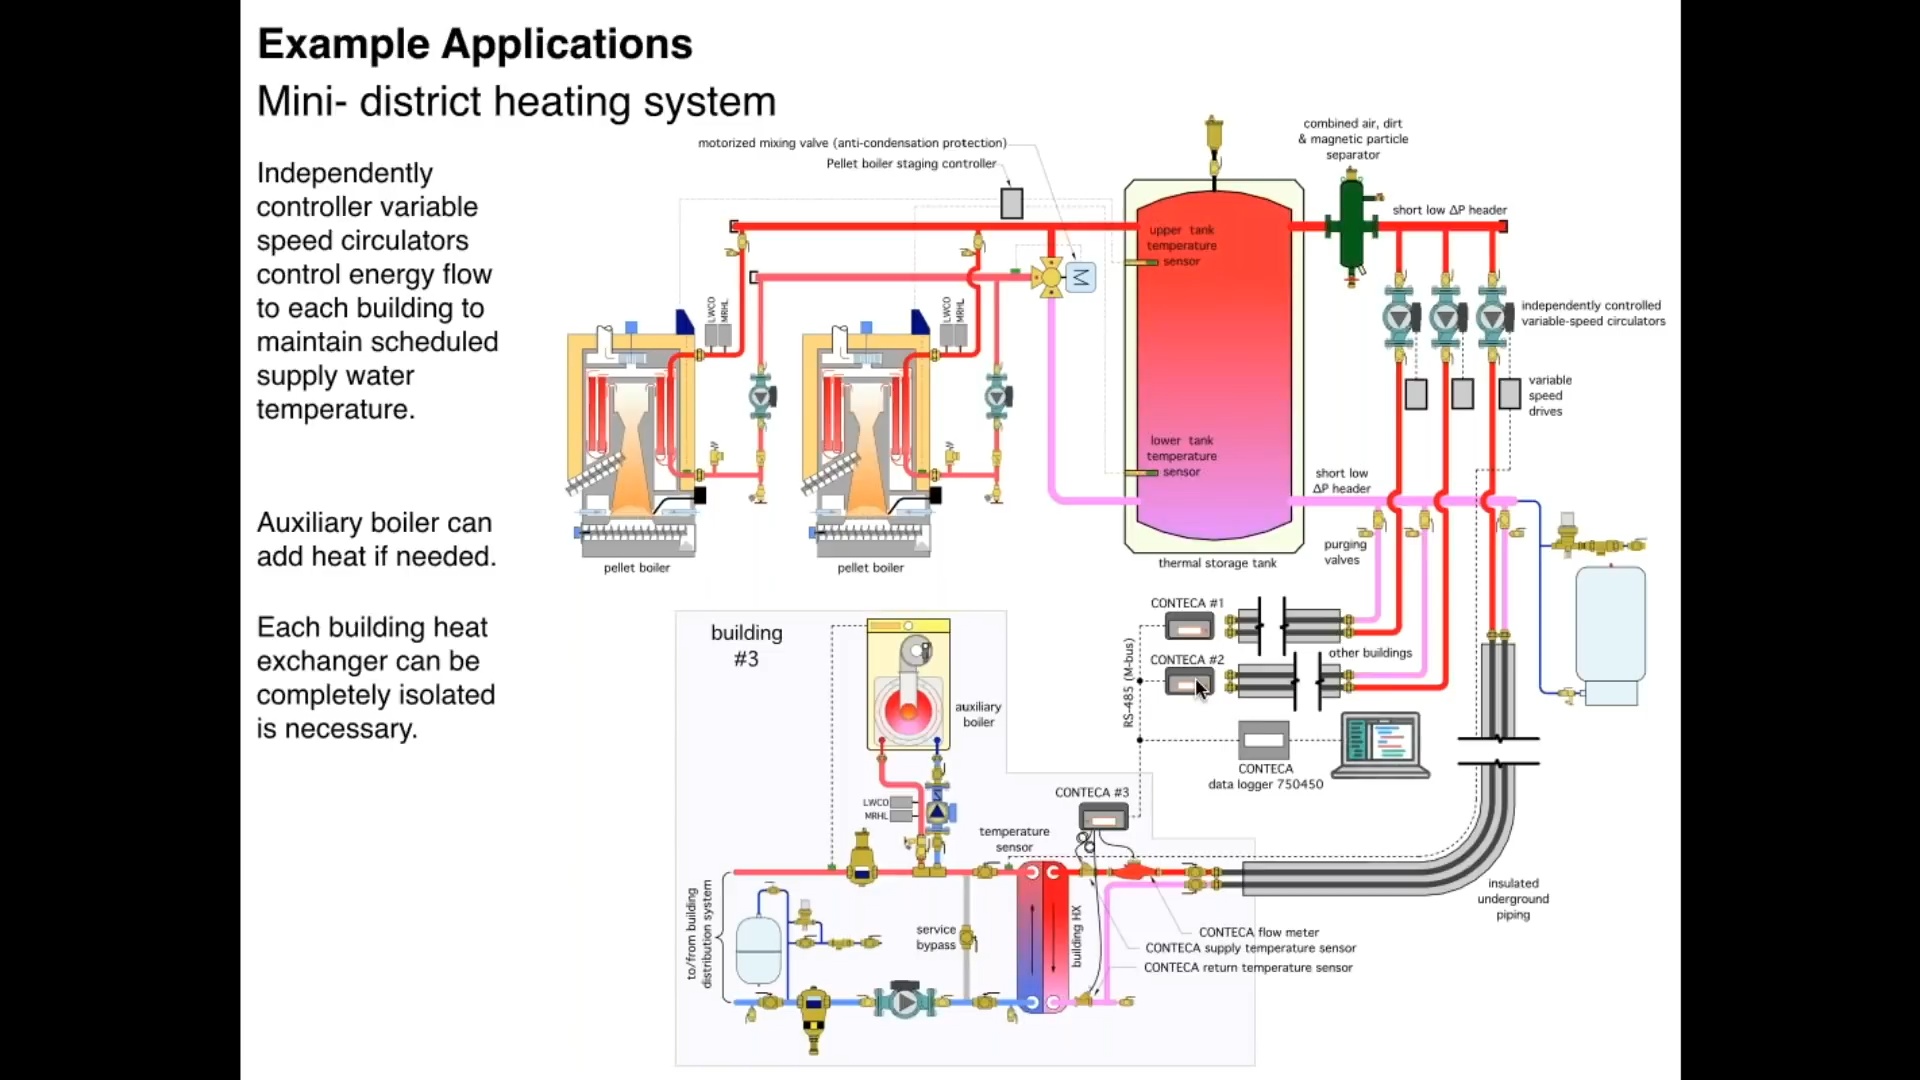 Example Applications
Mini- district heating system
Independently
controller variable
speed circulators
control energy flow
to each building to
maintain scheduled
supply water
temperature.
Auxiliary boiler can
add heat if needed.
Each building heat
exchanger can be
completely isolated
is necessary.
motorized mixing valve (anti-condensation protection)
Pellet boiler staging controller
combined air, dirt
& magnetic particle
separator
short low ΔP header
upper tank
temperature
sensor
LWCO
MRHL
LWCO
MRHL
M
independently controlled
variable-speed circulators
variable
speed
drives
lower tank
temperature
sensor
short low
ΔP header
purging
valves
pellet boiler
pellet boiler
thermal storage tank
CONTECA #1
CONTECA #2
other buildings
RS-485 (M-bus)
CONTECA
data logger 750450
building
#3
auxiliary
boiler
LWCO
MRHL
CONTECA #3
temperature
sensor
to/from building
distribution system
service
bypass
building HX
insulated
underground
piping
CONTECA flow meter
CONTECA supply temperature sensor
CONTECA return temperature sensor